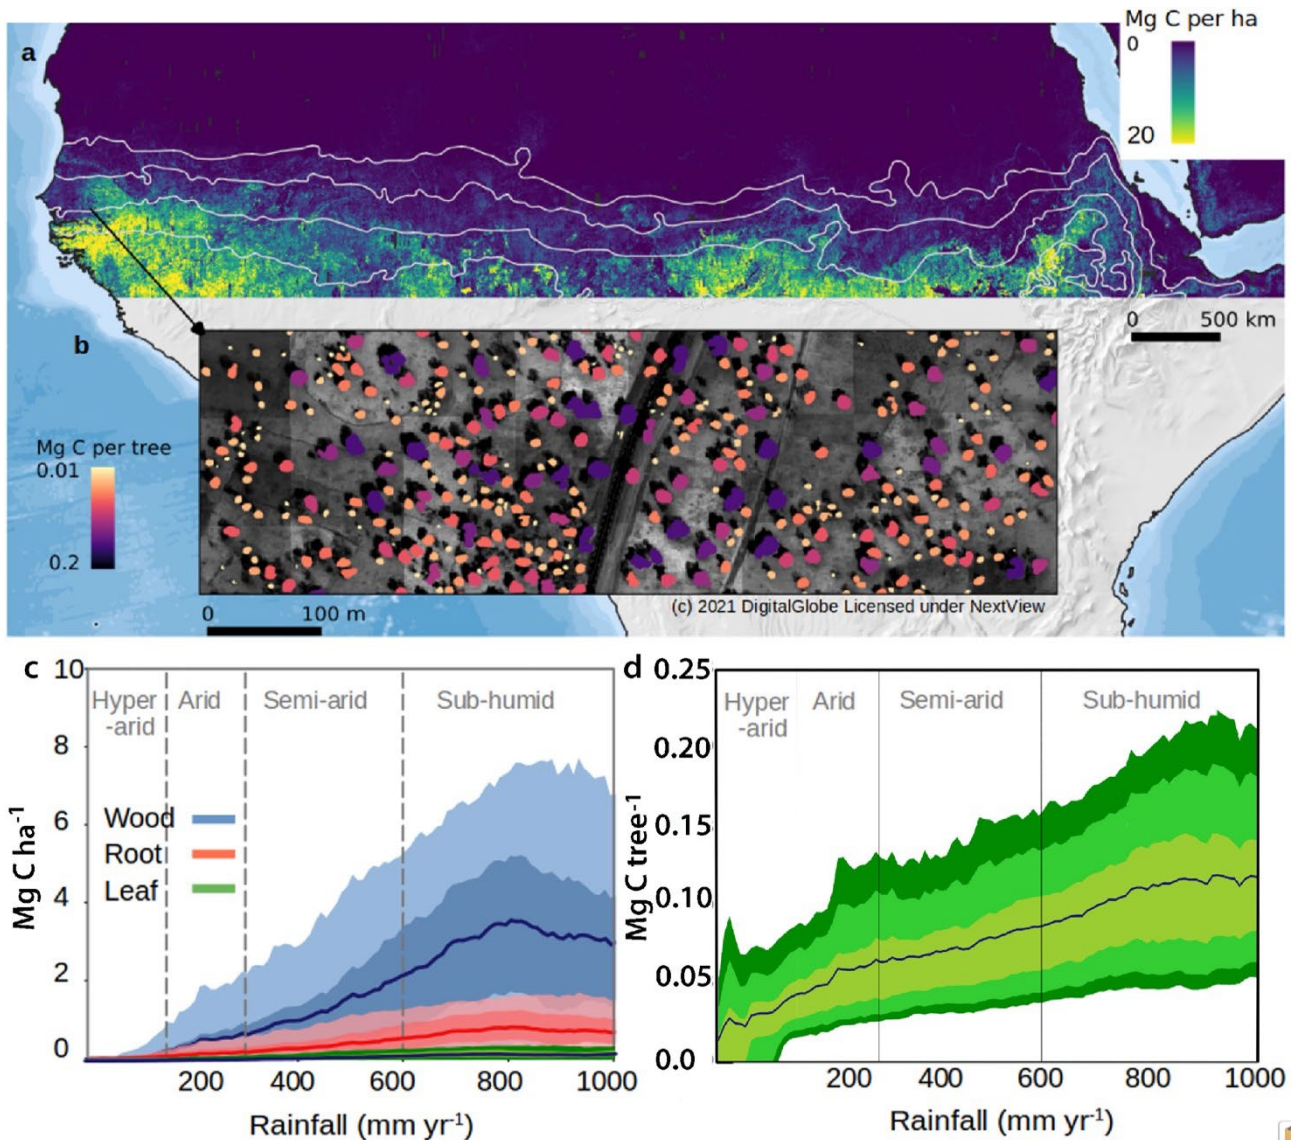 Mg C per ha
a
0
20
0 500 km
b
Mg C per tree
0.01
0.2
(c) 2021 DigitalGlobe Licensed under NextView
0 100 m
c
10
8
6
4
2
0
Mg C ha-1
Hyper
-arid
Arid
Semi-arid
Sub-humid
Wood
Root
Leaf
200 400 600 800 1000
Rainfall (mm yr-1)
d
0.25
0.20
0.15
0.10
0.05
0.0
Mg C tree-1
Hyper
-arid
Arid
Semi-arid
Sub-humid
200 400 600 800 1000
Rainfall (mm yr-1)